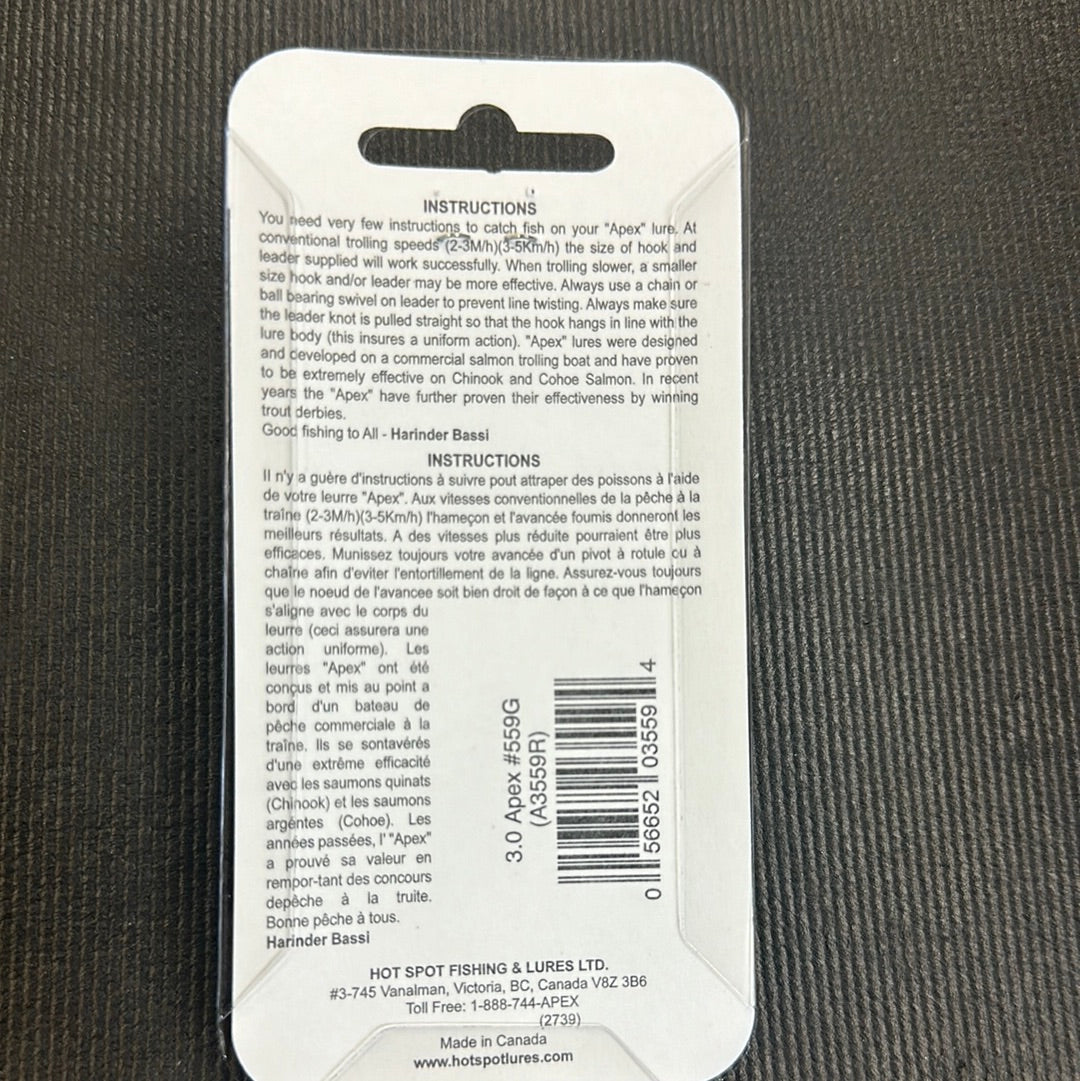 INSTRUCTIONS
You need very few instructions to catch fish on your "Apex" lure. At
conventional trolling speeds (2-3M/h)(3-5Km/h) the size of hook and
leader supplied will work successfully. When trolling slower, a smaller
size hook and/or leader may be more effective. Always use a chain or
ball bearing swivel on leader to prevent line twisting. Always make sure
the leader knot is pulled straight so that the hook hangs in line with the
lure body (this insures a uniform action). "Apex" lures were designed
and developed on a commercial salmon trolling boat and have proven
to be extremely effective on Chinook and Cohoe Salmon. In recent
years the "Apex" have further proven their effectiveness by winning
trout derbies.
Good fishing to All - Harinder Bassi
INSTRUCTIONS
Il n'y a guère d'instructions à suivre pout attraper des poissons à l'aide
de votre leurre "Apex". Aux vitesses conventionnelles de la pêche à la
traîne (2-3M/h)(3-5Km/h) l'hameçon et l'avancée foumis donneront les
meilleurs résultats. A des vitesses plus réduite pourraient être plus
efficaces. Munissez toujours votre avancée d'un pivot à rotule ou à
chaîne afin d'eviter l'entortillement de la ligne. Assurez-vous toujours
que le noeud de l'avancee soit bien droit de façon à ce que l'hameçon
s'aligne avec le corps du
leurre (ceci assurera une
action uniforme). Les
leurres "Apex" ont été
conçus et mis au point a
bord d'un bateau de
pêche commerciale à la
traîne. Ils se sontavérés
d'une extrême efficacité
avec les saumons quinats
(Chinook) et les saumons
argéntes (Cohoe). Les
années passées, l' "Apex"
a prouvé sa valeur en
rempor-tant des concours
depèche à la truite.
Bonne pêche à tous.
Harinder Bassi
3.0 Apex #559G
(A3559R)
0 56652 03559 4
HOT SPOT FISHING & LURES LTD.
#3-745 Vanalman, Victoria, BC, Canada V8Z 3B6
Toll Free: 1-888-744-APEX
(2739)
Made in Canada
www.hotspotlures.com